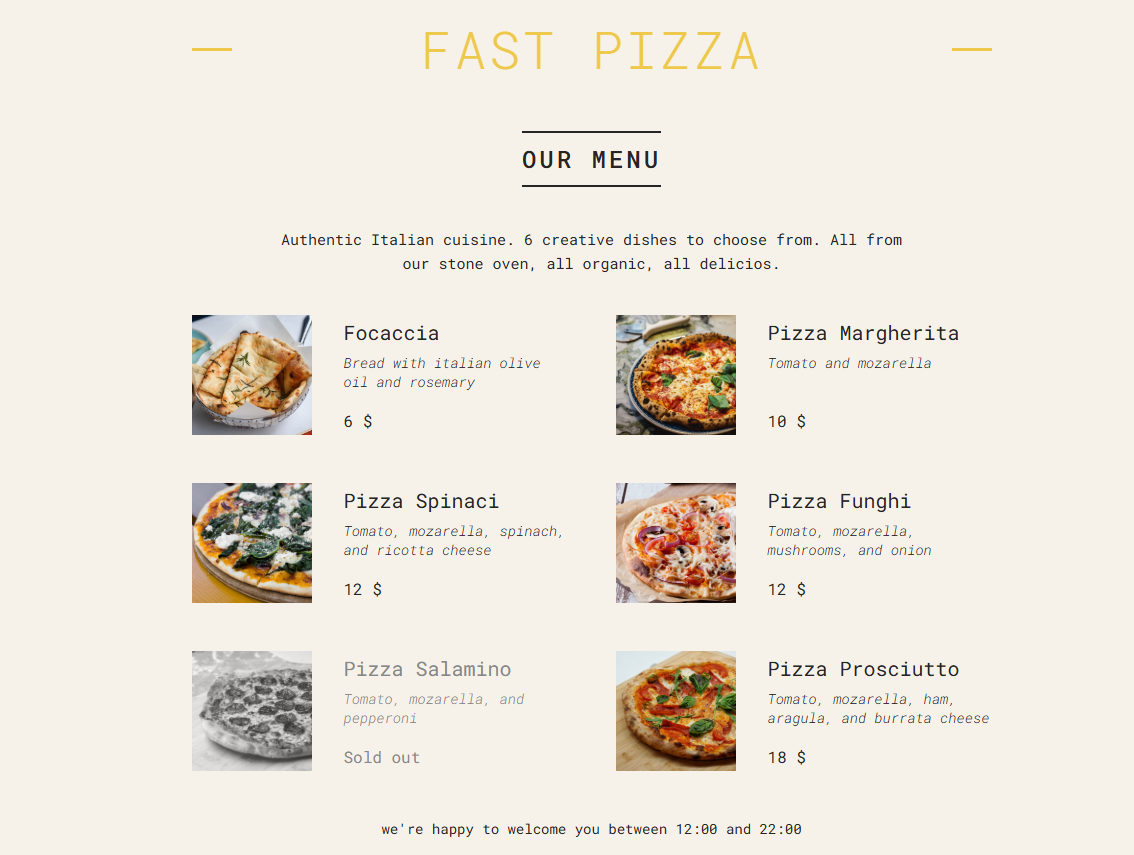 FAST PIZZA
OUR MENU
Authentic Italian cuisine. 6 creative dishes to choose from. All from
our stone oven, all organic, all delicios.
Focaccia
Bread with italian olive
oil and rosemary
6 $
Pizza Margherita
Tomato and mozarella
10 $
Pizza Spinaci
Tomato, mozarella, spinach,
and ricotta cheese
12 $
Pizza Funghi
Tomato, mozarella,
mushrooms, and onion
12 $
Pizza Salamino
Tomato, mozarella, and
pepperoni
Sold out
Pizza Prosciutto
Tomato, mozarella, ham,
aragula, and burrata cheese
18 $
we're happy to welcome you between 12:00 and 22:00